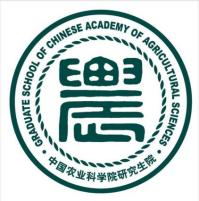 GRADUATE SCHOOL OF CHINESE ACADEMY OF AGRICULTURAL SCIENCES
農
中国农业科学院研究生院